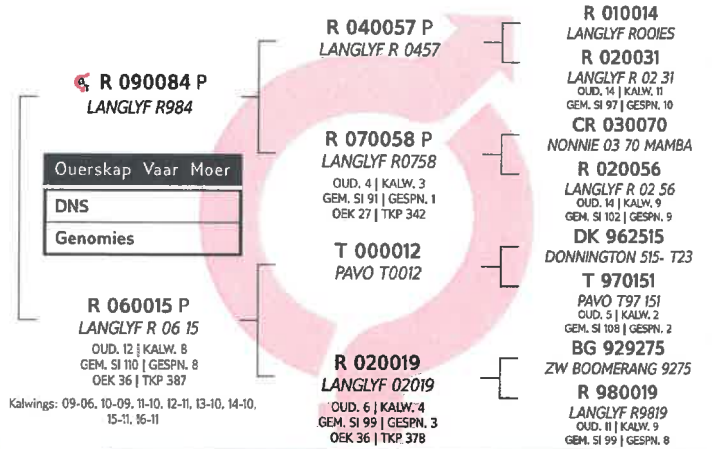 R 090084 P
LANGLYF R984
Ouerskap Vaar Moer
DNS
Genomies
R 060015 P
LANGLYF R 06 15
OUD. 12 | KALW. 8
GEM. SI 110 | GESPN. 8
OEK 36 | TKP 387
Kalwings: 09-06, 10-09, 11-10, 12-11, 13-10, 14-10,
15-11, 16-11
R 040057 P
LANGLYF R 0457
R 070058 P
LANGLYF R0758
OUD. 4 | KALW. 3
GEM. SI 91 | GESPN. 1
OEK 27 | TKP 342
T 000012
PAVO T0012
R 020019
LANGLYF 02019
OUD. 6 | KALW. 4
GEM. SI 99 | GESPN. 3
OEK 36 | TKP 378
R 010014
LANGLYF ROOIES
R 020031
LANGLYF R 02 31
OUD. 14 | KALW. 11
GEM. SI 97 | GESPN. 10
CR 030070
NONNIE 03 70 MAMBA
R 020056
LANGLYF R 02 56
OUD. 14 | KALW. 9
GEM. SI 102 | GESPN. 9
DK 962515
DONNINGTON 515- T23
T 970151
PAVO T97 151
OUD. 5 | KALW. 2
GEM. SI 108 | GESPN. 2
BG 929275
ZW BOOMERANG 9275
R 980019
LANGLYF R9819
OUD. 11 | KALW. 9
GEM. SI 99 | GESPN. 8